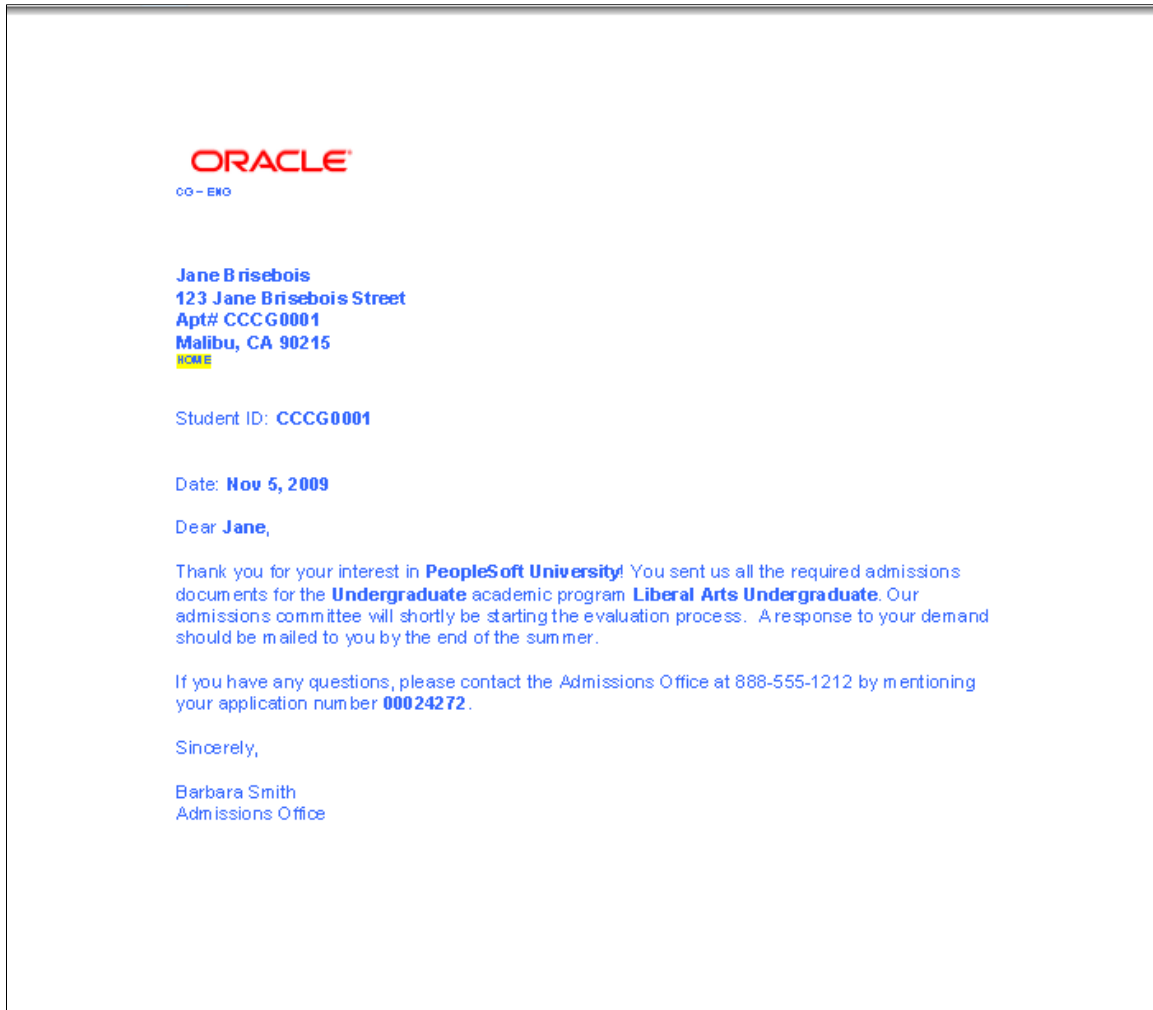 ORACLE
CG – ENG
Jane Brisebois
123 Jane Brisebois Street
Apt# CCCG0001
Malibu, CA 90215
HOME
Student ID: CCCG0001
Date: Nov 5, 2009
Dear Jane,
Thank you for your interest in PeopleSoft University! You sent us all the required admissions
documents for the Undergraduate academic program Liberal Arts Undergraduate. Our
admissions committee will shortly be starting the evaluation process.  A response to your demand
should be mailed to you by the end of the summer.
If you have any questions, please contact the Admissions Office at 888-555-1212 by mentioning
your application number 00024272.
Sincerely,
Barbara Smith
Admissions Office